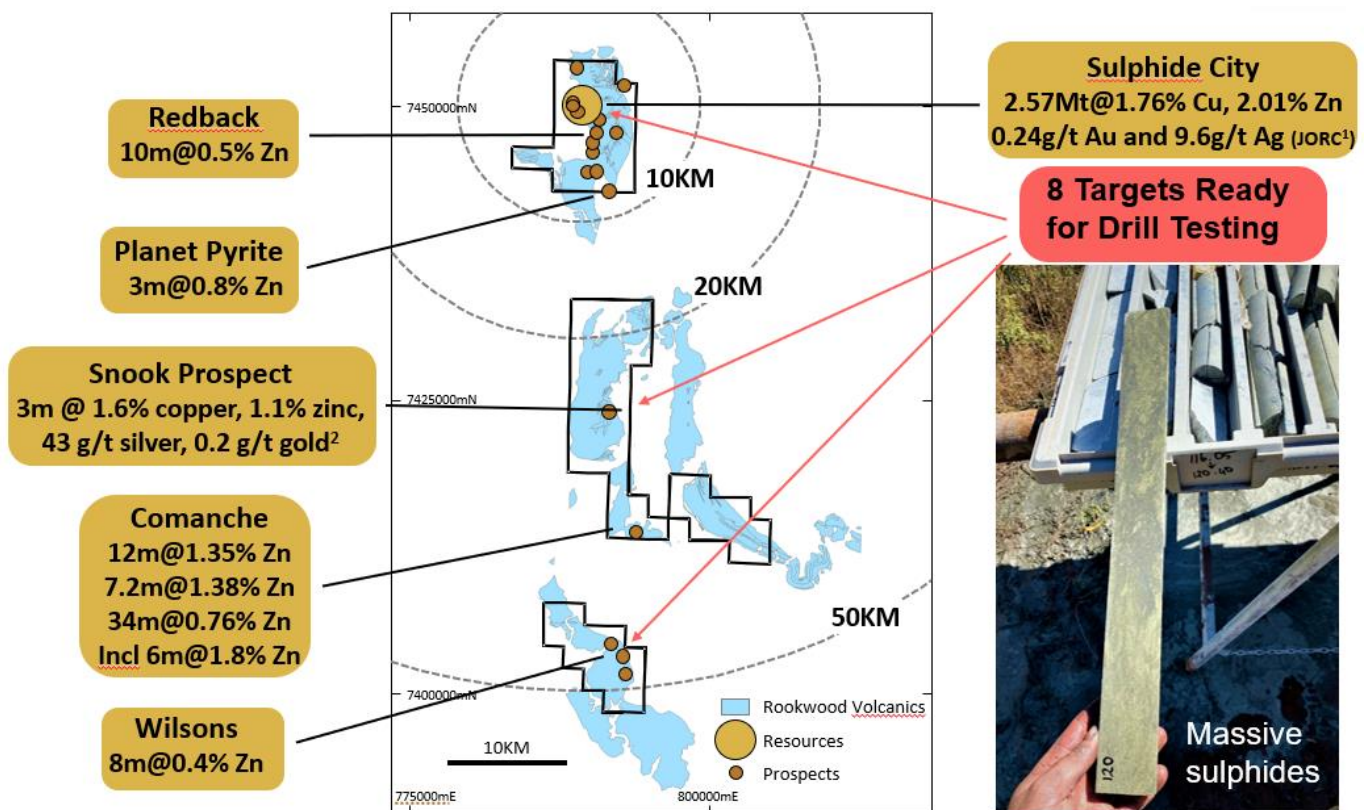 Redback
10m@0.5% Zn
Planet Pyrite
3m@0.8% Zn
Snook Prospect
3m @ 1.6% copper, 1.1% zinc,
43 g/t silver, 0.2 g/t gold²
Comanche
12m@1.35% Zn
7.2m@1.38% Zn
34m@0.76% Zn
Incl 6m@1.8% Zn
Wilsons
8m@0.4% Zn
7450000mN
7425000mN
7400000mN
775000mE
800000mE
10KM
20KM
50KM
10KM
Rookwood Volcanics
Resources
Prospects
Sulphide City
2.57Mt@1.76% Cu, 2.01% Zn
0.24g/t Au and 9.6g/t Ag (JORC¹)
8 Targets Ready
for Drill Testing
116.05
120.40
120
Massive
sulphides